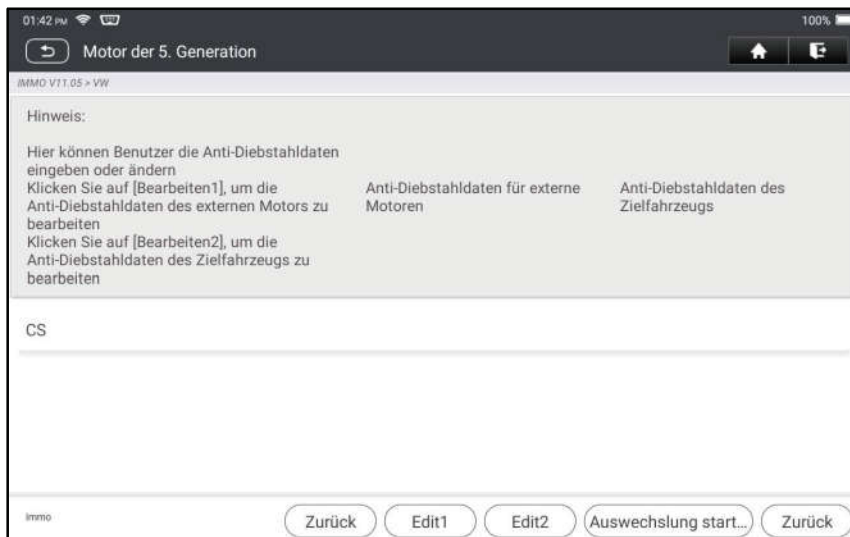 01:42 PM
100%
Motor der 5. Generation
IMMO V11.05 > VW
Hinweis:
Hier können Benutzer die Anti-Diebstahldaten
eingeben oder ändern
Klicken Sie auf [Bearbeiten1], um die
Anti-Diebstahldaten des externen Motors zu
bearbeiten
Klicken Sie auf [Bearbeiten2], um die
Anti-Diebstahldaten des Zielfahrzeugs zu
bearbeiten
Anti-Diebstahldaten für externe
Motoren
Anti-Diebstahldaten des
Zielfahrzeugs
CS
Immo
Zurück
Edit1
Edit2
Auswechslung start...
Zurück